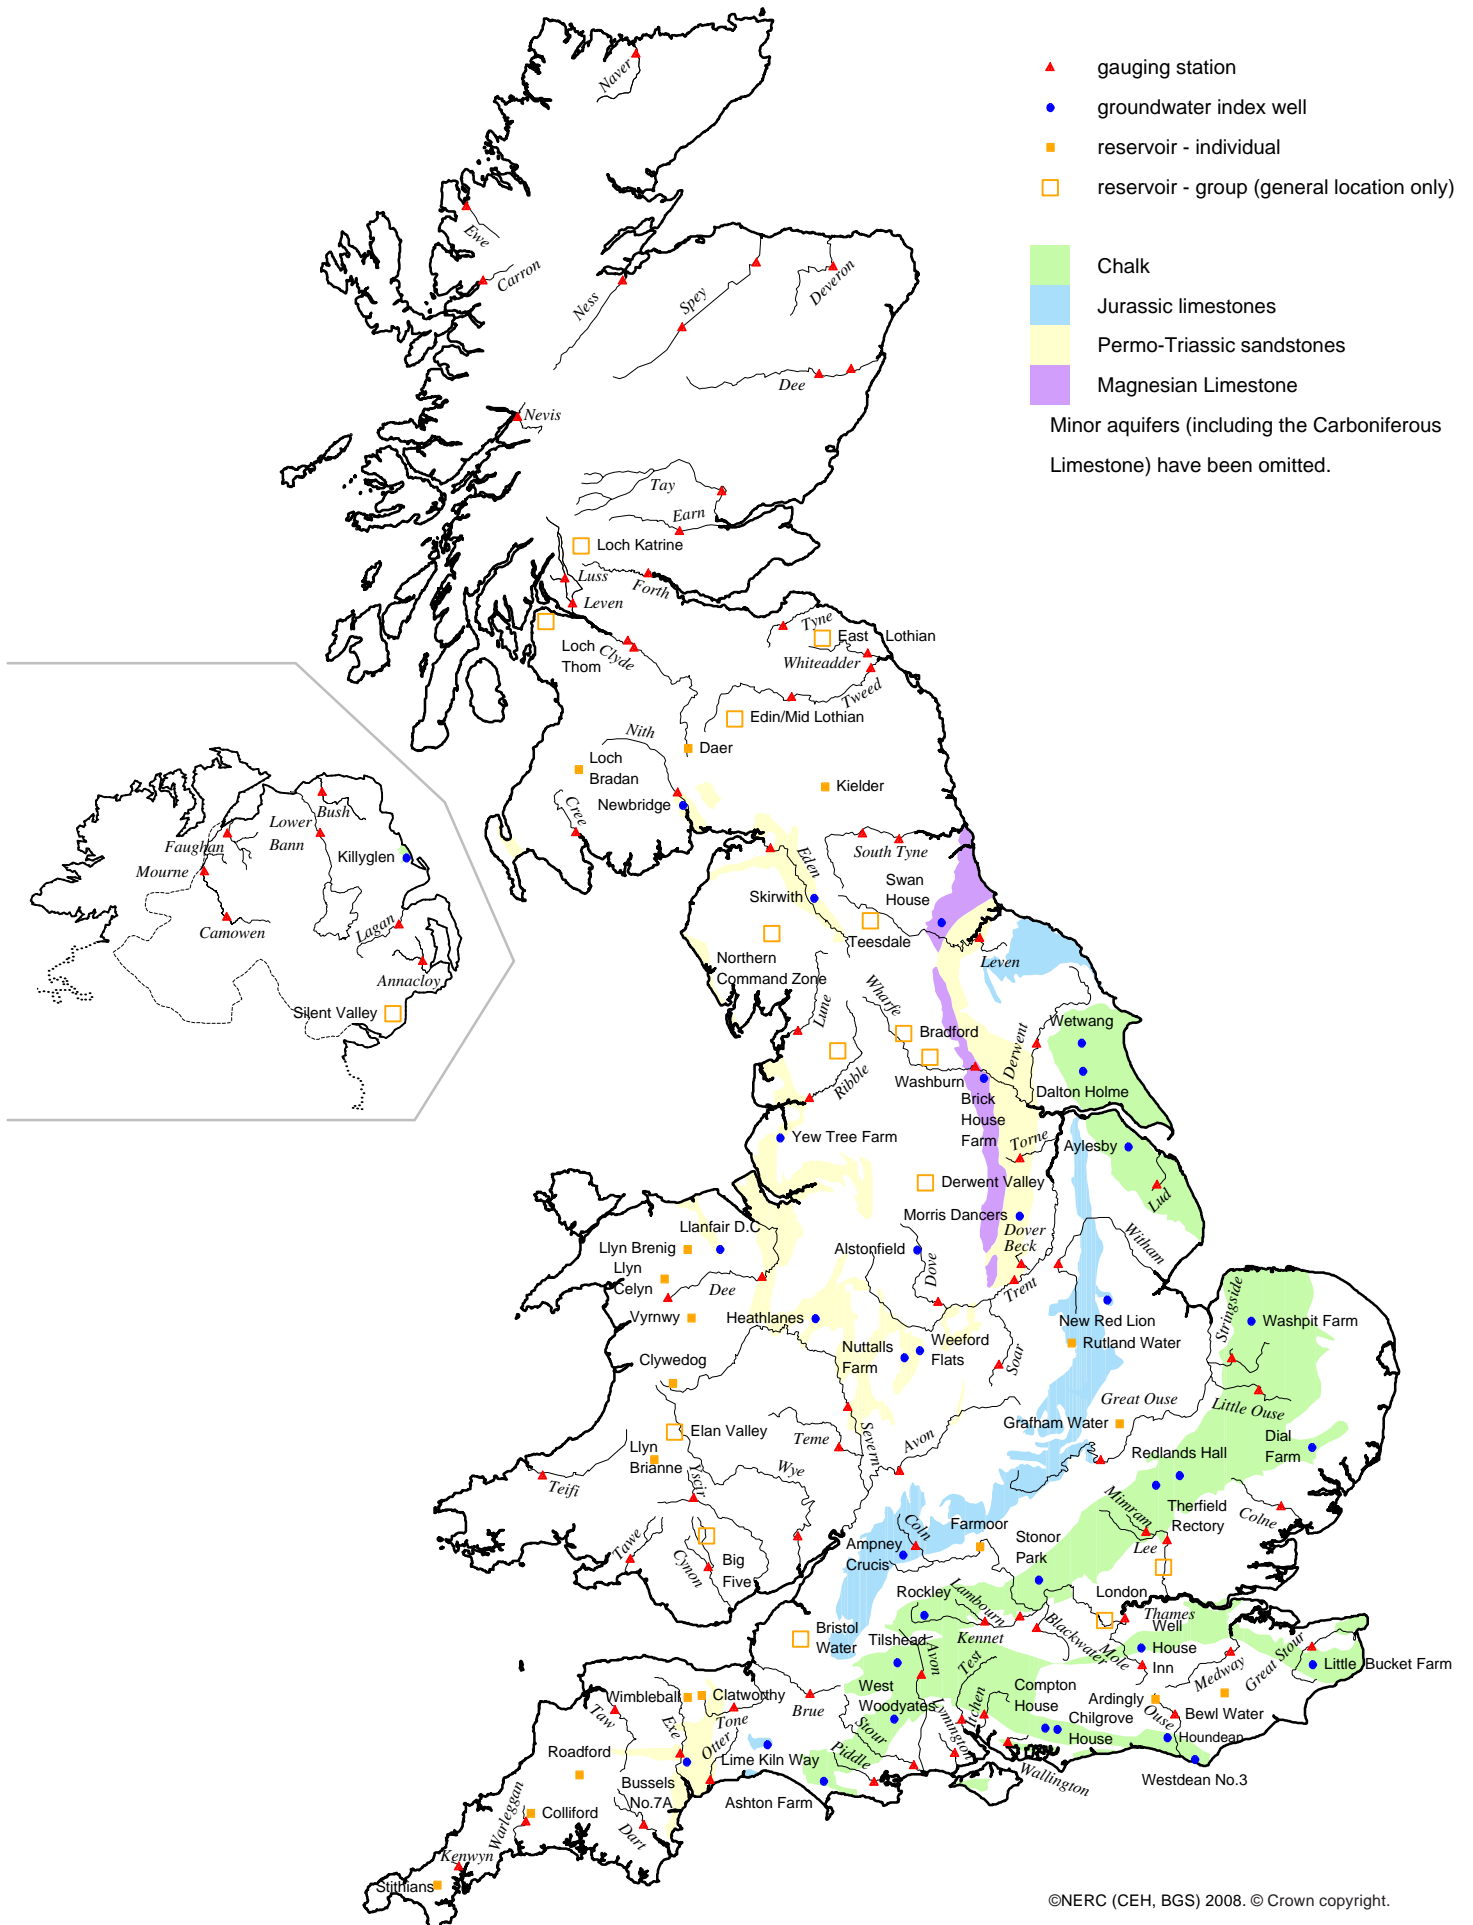 gauging station
groundwater index well
reservoir - individual
reservoir - group (general location only)
Chalk
Jurassic limestones
Permo-Triassic sandstones
Magnesian Limestone
Minor aquifers (including the Carboniferous
Limestone) have been omitted.
Naver
Ewe
Carron
Ness
Spey
Deveron
Dee
Nevis
Tay
Earn
Loch Katrine
Luss
Forth
Leven
Loch
Thom
Clyde
Tyne
East Lothian
Whiteadder
Tweed
Edin/Mid Lothian
Nith
Daer
Loch
Bradan
Kielder
Newbridge
Cree
Bush
Lower
Bann
Faughan
Killyglen
Mourne
Camowen
Lagan
Annacloy
Silent Valley
South Tyne
Eden
Swan
House
Skirwith
Teesdale
Leven
Northern
Command Zone
Lune
Wharfe
Bradford
Wetwang
Derwent
Washburn
Ribble
Dalton Holme
Brick
House
Farm
Yew Tree Farm
Torne
Aylesby
Derwent Valley
Lud
Morris Dancers
Llanfair D.C
Dover
Beck
Witham
Llyn Brenig
Alstonfield
Dove
Llyn
Celyn
Dee
Trent
Stringside
Vyrnwy
Heathlanes
New Red Lion
Washpit Farm
Nuttalls
Farm
Weeford
Flats
Rutland Water
Soar
Clywedog
Great Ouse
Little Ouse
Grafham Water
Elan Valley
Teme
Severn
Avon
Dial
Farm
Llyn
Brianne
Redlands Hall
Yscir
Wye
Teifi
Mimram
Therfield
Rectory
Colne
Coln
Farmoor
Tawe
Ampney
Crucis
Stonor
Park
Lee
Cynon
Big
Five
Rockley
Lambourn
London
Thames
Kennet
Blackwater
Well
House
Inn
Bristol
Water
Tilshead
Avon
Test
Mole
Medway
Great Stour
Little Bucket Farm
West
Woodyates
Compton
House
Wimbleball
Clatworthy
Itchen
Ardingly
Taw
Exe
Tone
Brue
Stour
Lymington
Chilgrove
House
Ouse
Bewl Water
Otter
Houndean
Roadford
Lime Kiln Way
Piddle
Wallington
Westdean No.3
Bussels
No.7A
Ashton Farm
Colliford
Warleggan
Dart
Kenwyn
Stithians
©NERC (CEH, BGS) 2008. © Crown copyright.